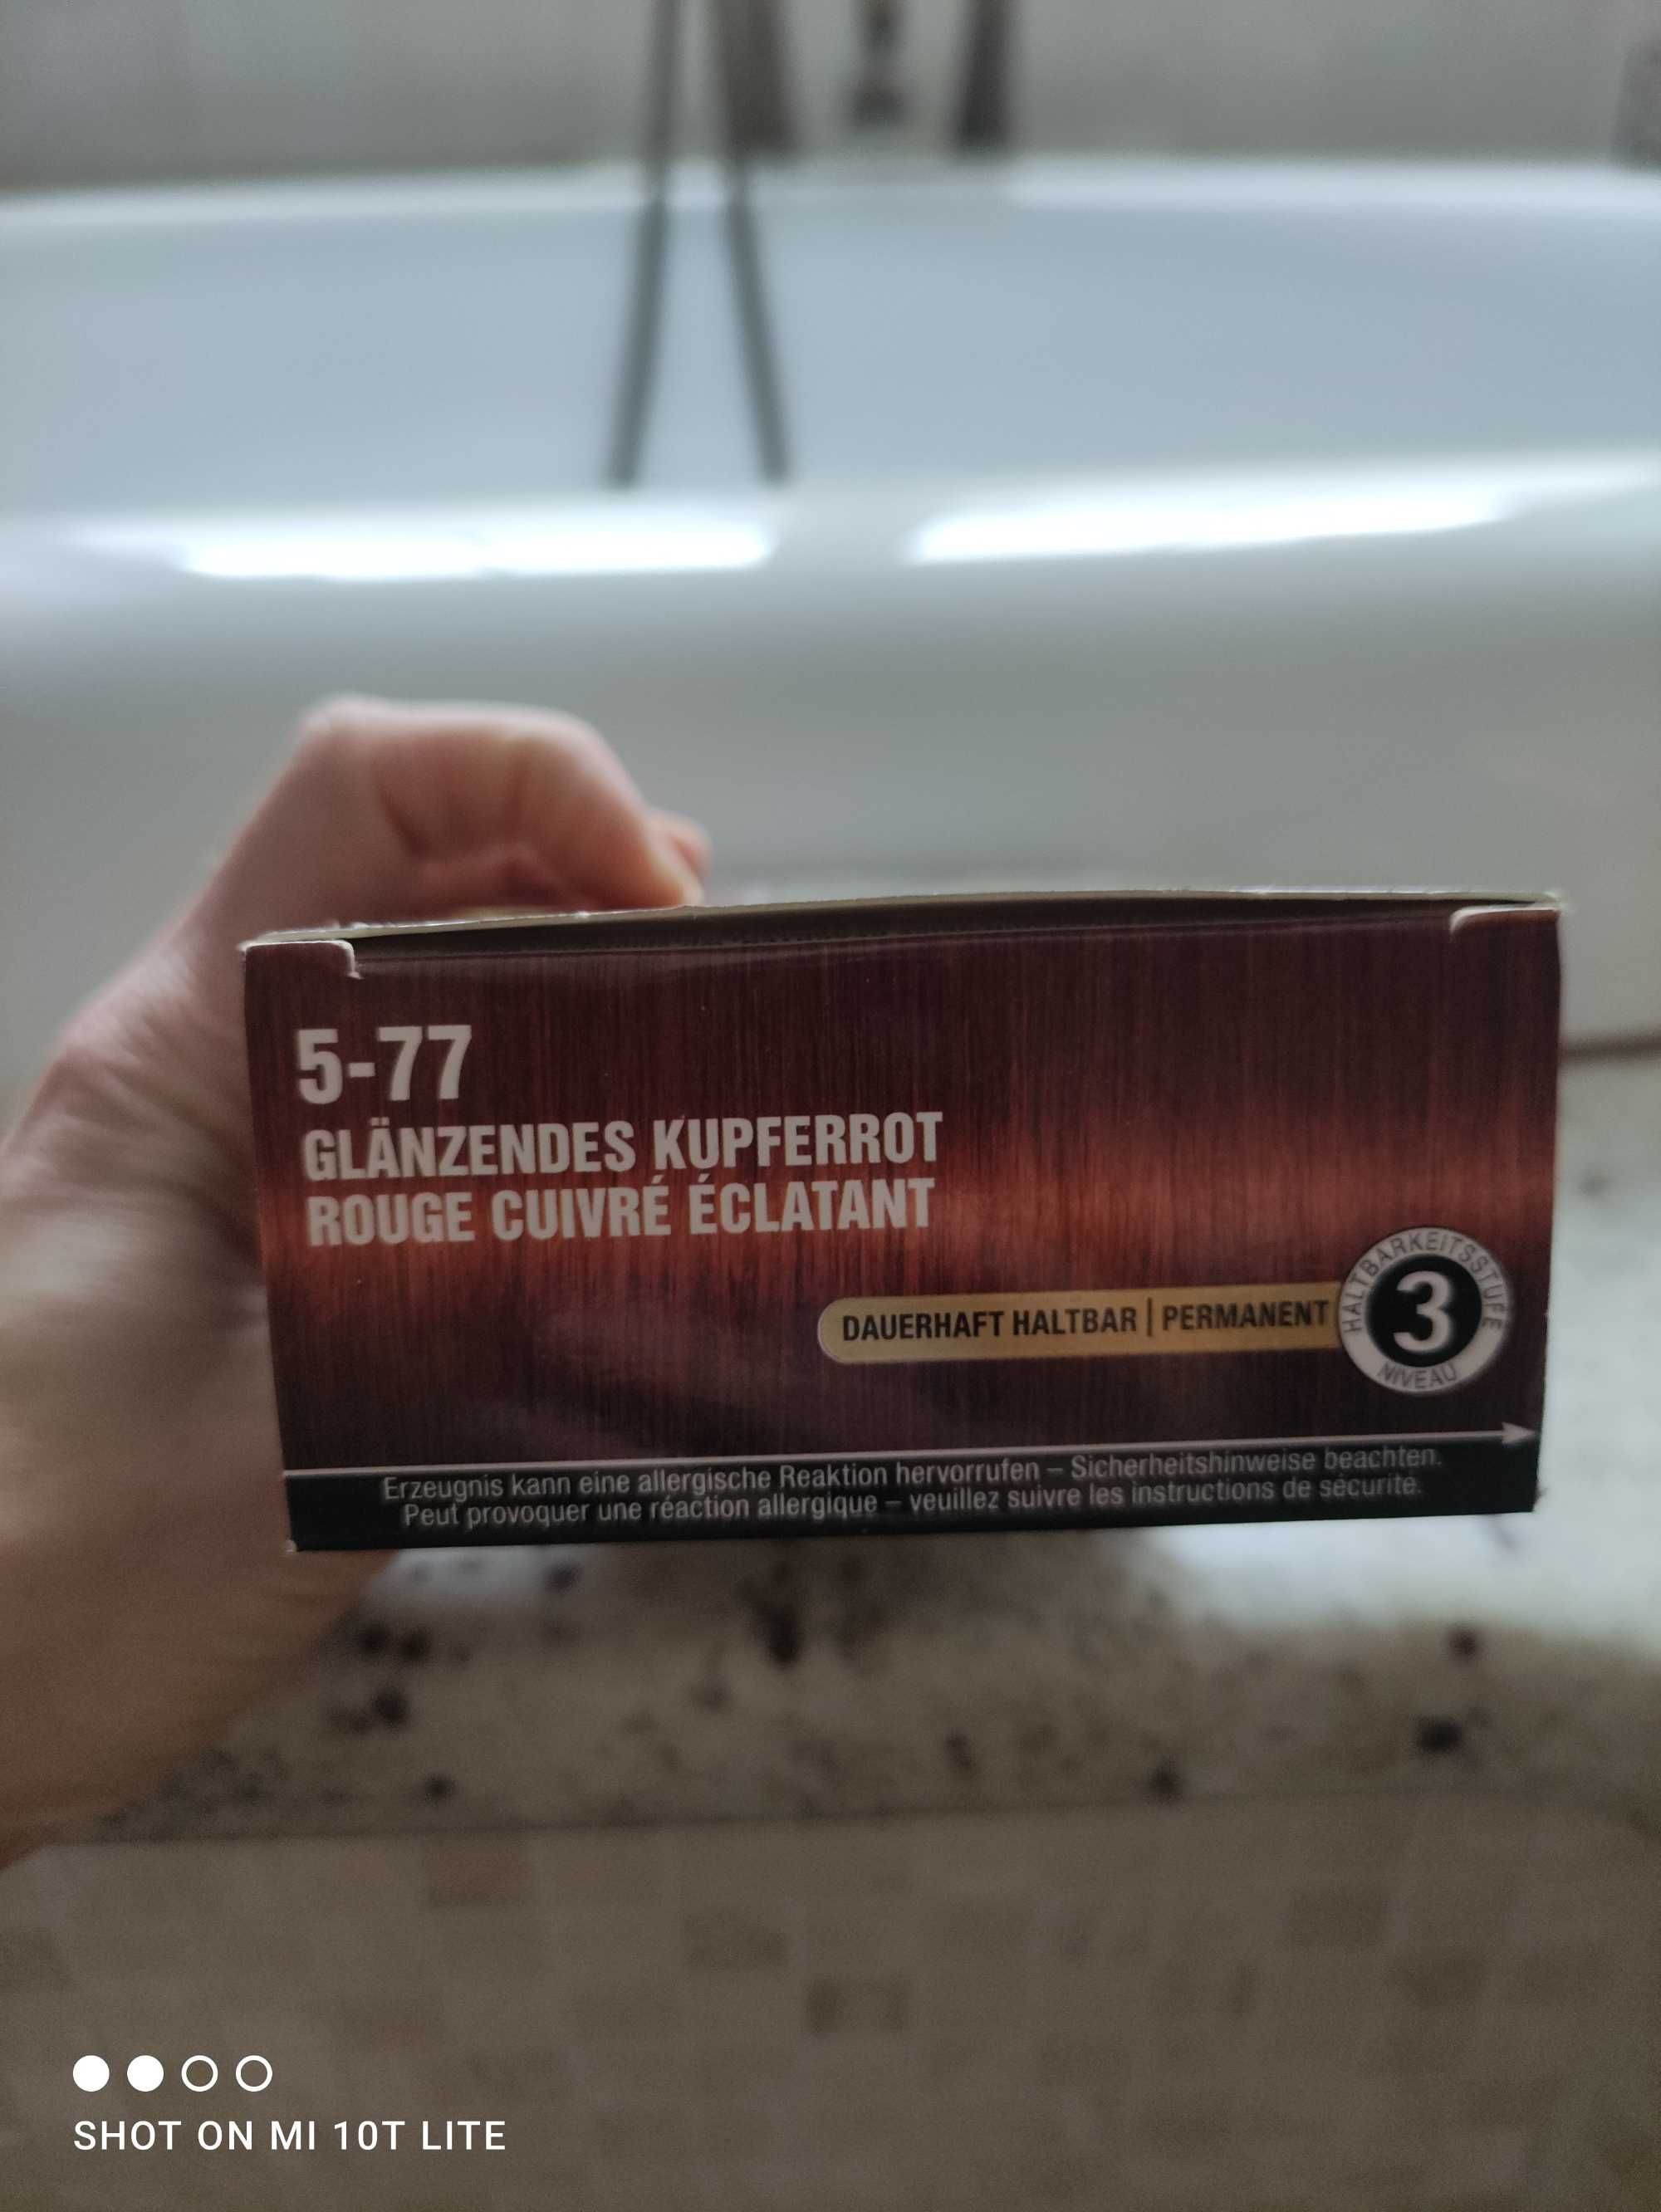 5-77
GLÄNZENDES KUPFERROT
ROUGE CUIVRÉ ÉCLATANT
DAUERHAFT HALTBAR | PERMANENT
HALTBARKEITSSTUFE
3
NIVEAU
Erzeugnis kann eine allergische Reaktion hervorrufen – Sicherheitshinweise beachten.
Peut provoquer une réaction allergique – veuillez suivre les instructions de sécurité.
SHOT ON MI 10T LITE